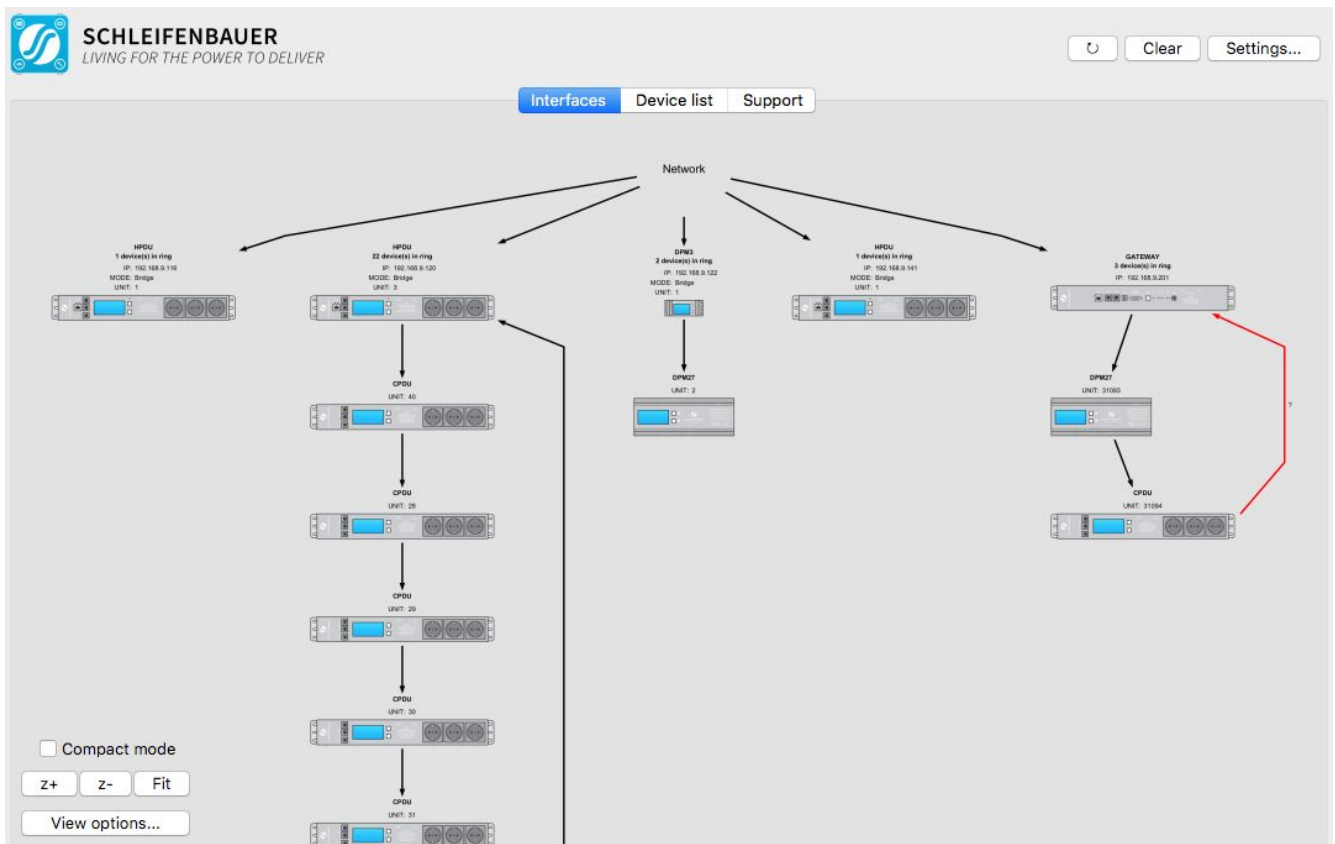 SCHLEIFENBAUER
LIVING FOR THE POWER TO DELIVER
Clear
Settings...
Interfaces
Device list
Support
Network
HPDU
1 device(s) in ring
IP: 192.168.9.116
MODE: Bridge
UNIT: 1
HPDU
22 device(s) in ring
IP: 192.168.9.120
MODE: Bridge
UNIT: 3
DPM3
2 device(s) in ring
IP: 192.168.9.122
MODE: Bridge
UNIT: 1
HPDU
1 device(s) in ring
IP: 192.168.9.141
MODE: Bridge
UNIT: 1
GATEWAY
3 device(s) in ring
IP: 192.168.9.201
CPDU
UNIT: 40
DPM27
UNIT: 2
DPM27
UNIT: 31093
?
CPDU
UNIT: 28
CPDU
UNIT: 31094
CPDU
UNIT: 29
CPDU
UNIT: 30
CPDU
UNIT: 31
Compact mode
z+
z-
Fit
View options...